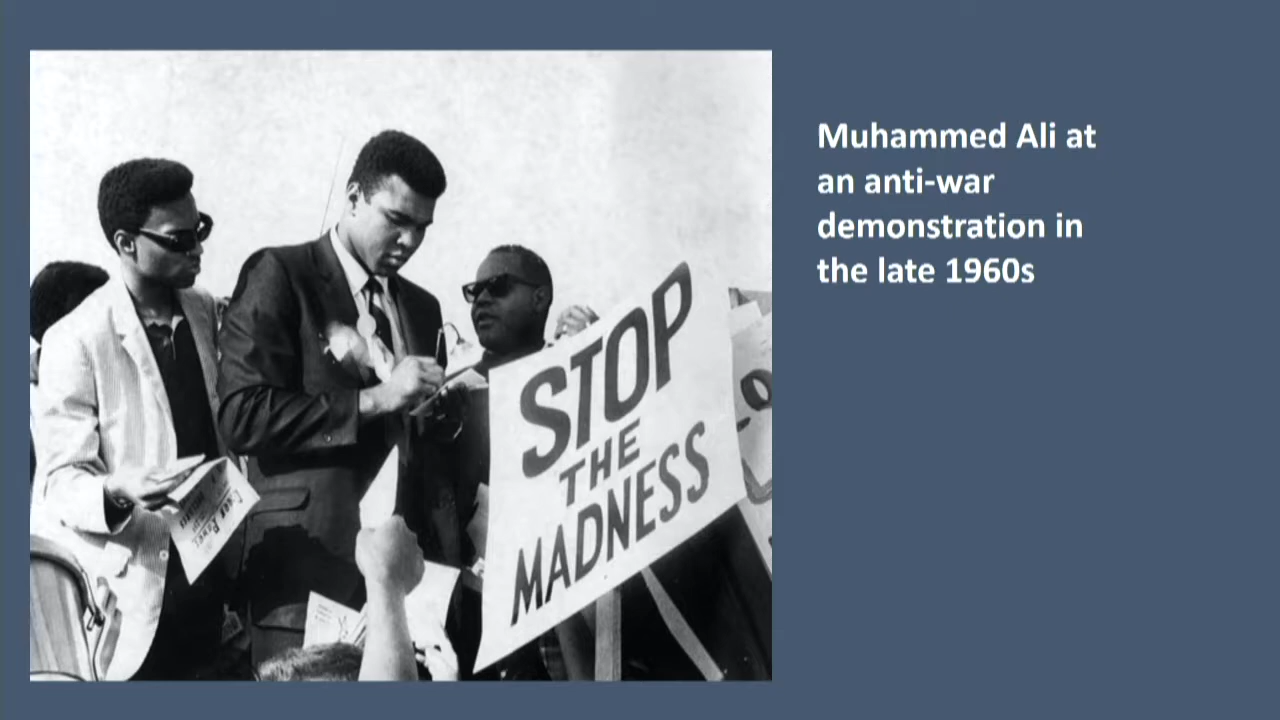 Muhammed Ali at
an anti-war
demonstration in
the late 1960s
STOP
THE
MADNESS